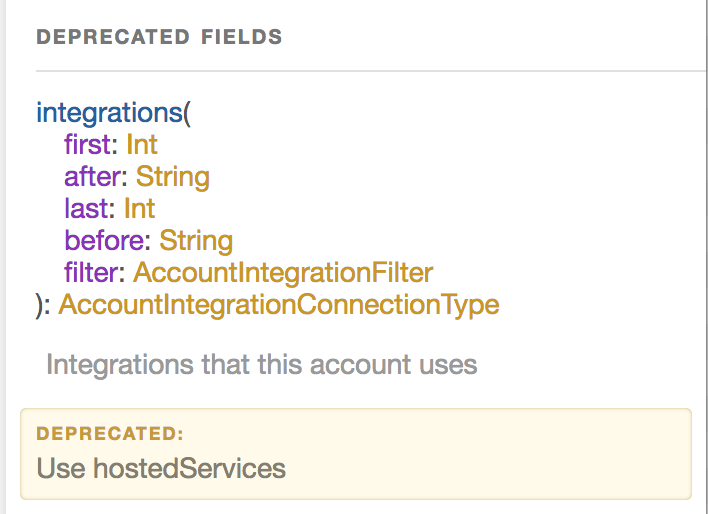 DEPRECATED FIELDS
integrations(
first: Int
after: String
last: Int
before: String
filter: AccountIntegrationFilter
): AccountIntegrationConnectionType
Integrations that this account uses
DEPRECATED:
Use hostedServices